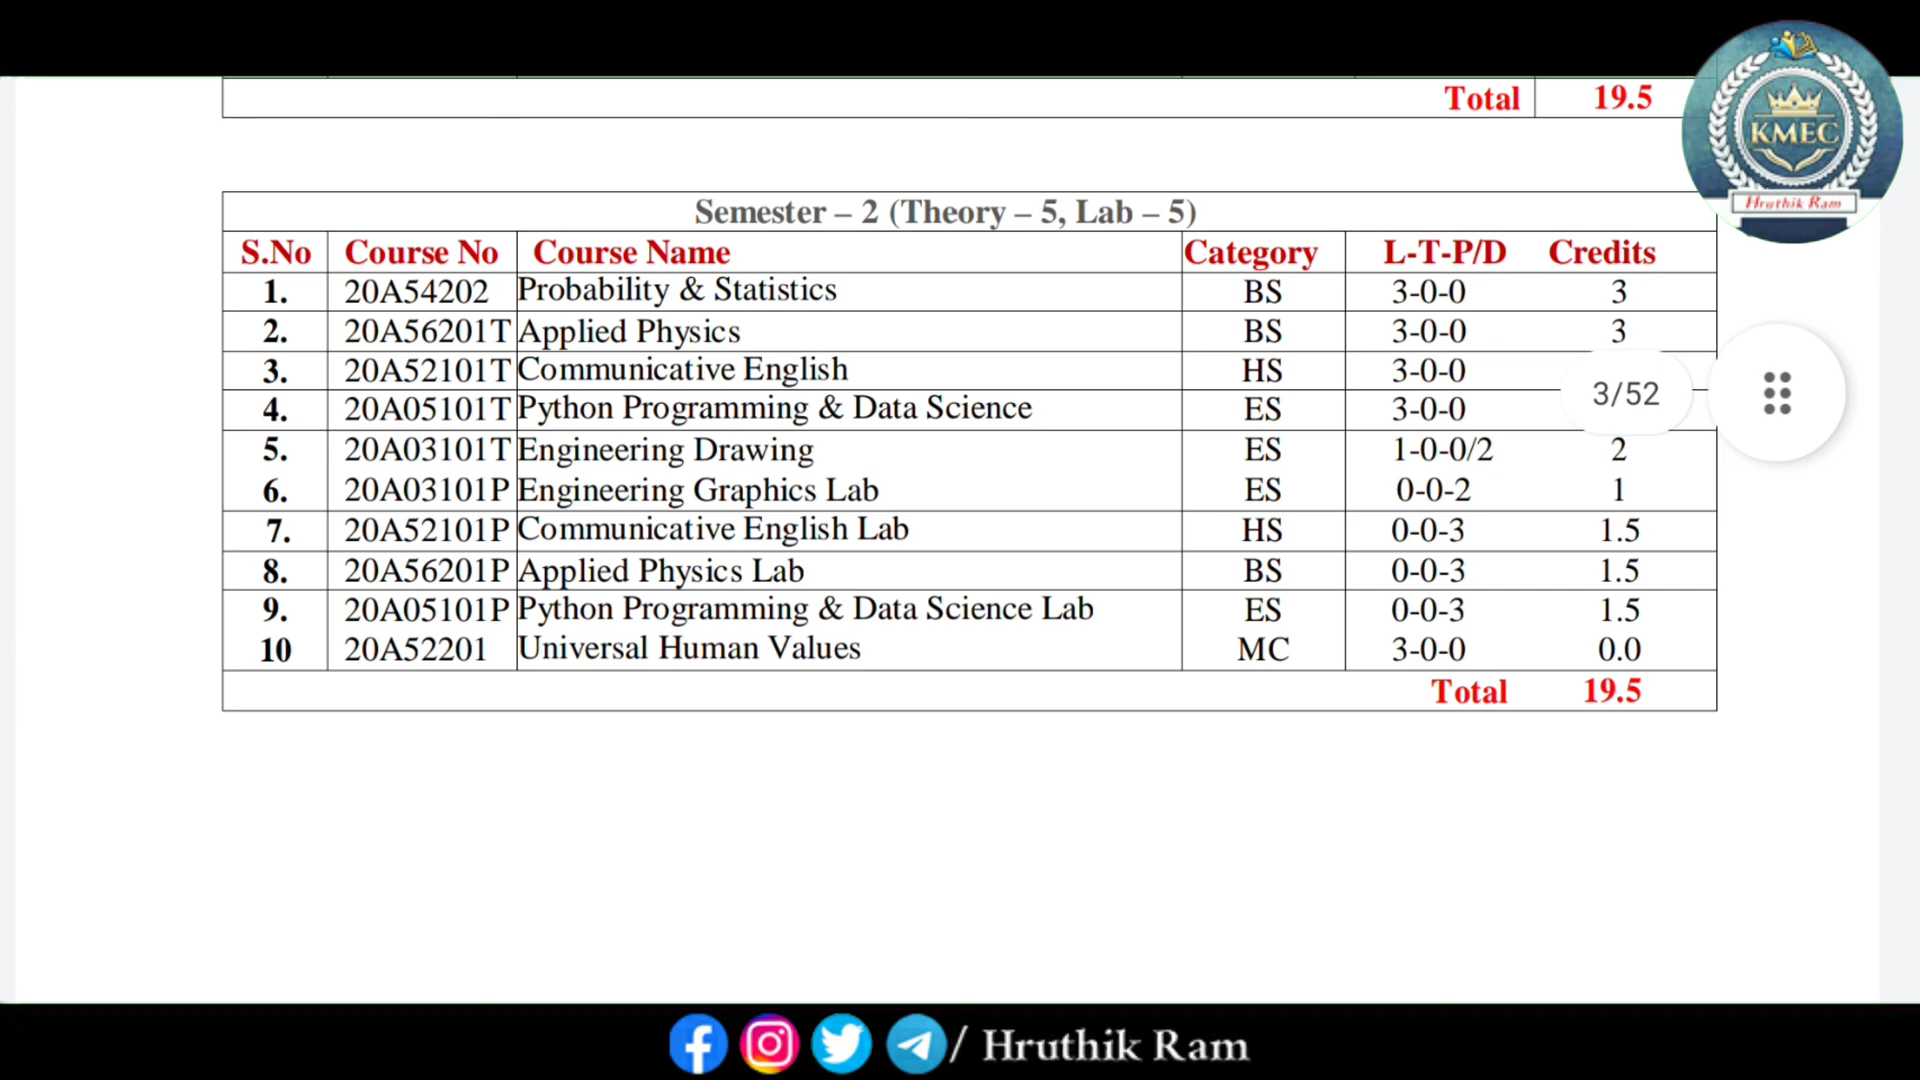 Total 19.5
KMEC
Hruthik Ram
Semester – 2 (Theory – 5, Lab – 5)
S.No Course No Course Name Category L-T-P/D Credits
1. 20A54202 Probability & Statistics BS 3-0-0 3
2. 20A56201T Applied Physics BS 3-0-0 3
3. 20A52101T Communicative English HS 3-0-0
4. 20A05101T Python Programming & Data Science ES 3-0-0
3/52
5. 20A03101T Engineering Drawing ES 1-0-0/2 2
6. 20A03101P Engineering Graphics Lab ES 0-0-2 1
7. 20A52101P Communicative English Lab HS 0-0-3 1.5
8. 20A56201P Applied Physics Lab BS 0-0-3 1.5
9. 20A05101P Python Programming & Data Science Lab ES 0-0-3 1.5
10 20A52201 Universal Human Values MC 3-0-0 0.0
Total 19.5
/ Hruthik Ram